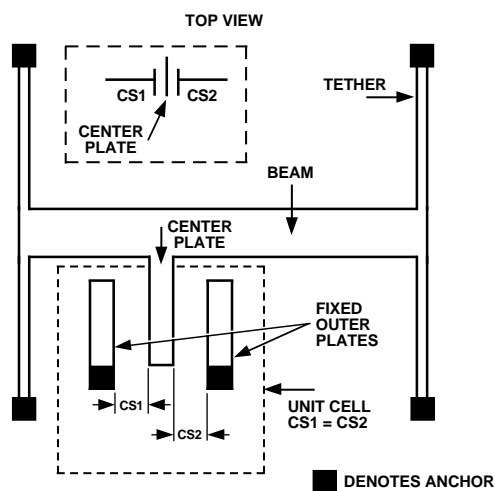 TOP VIEW
CS1
CS2
CENTER
PLATE
TETHER
BEAM
CENTER
PLATE
FIXED
OUTER
PLATES
CS1
CS2
UNIT CELL
CS1 = CS2
DENOTES ANCHOR